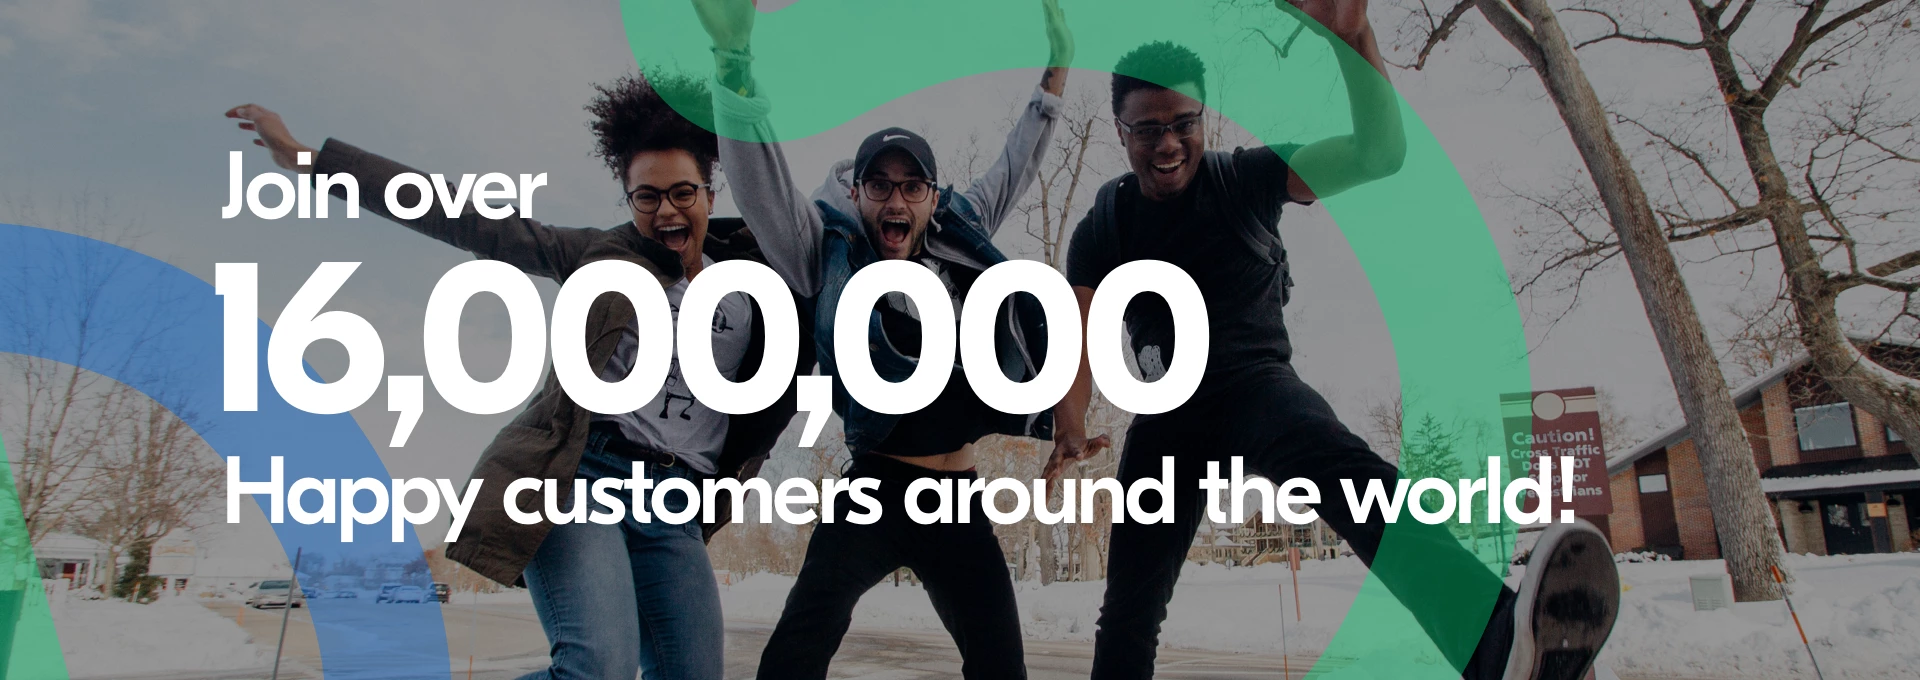 Join over
16,000,000
Happy customers around the world!
Caution!
Cross Traffic